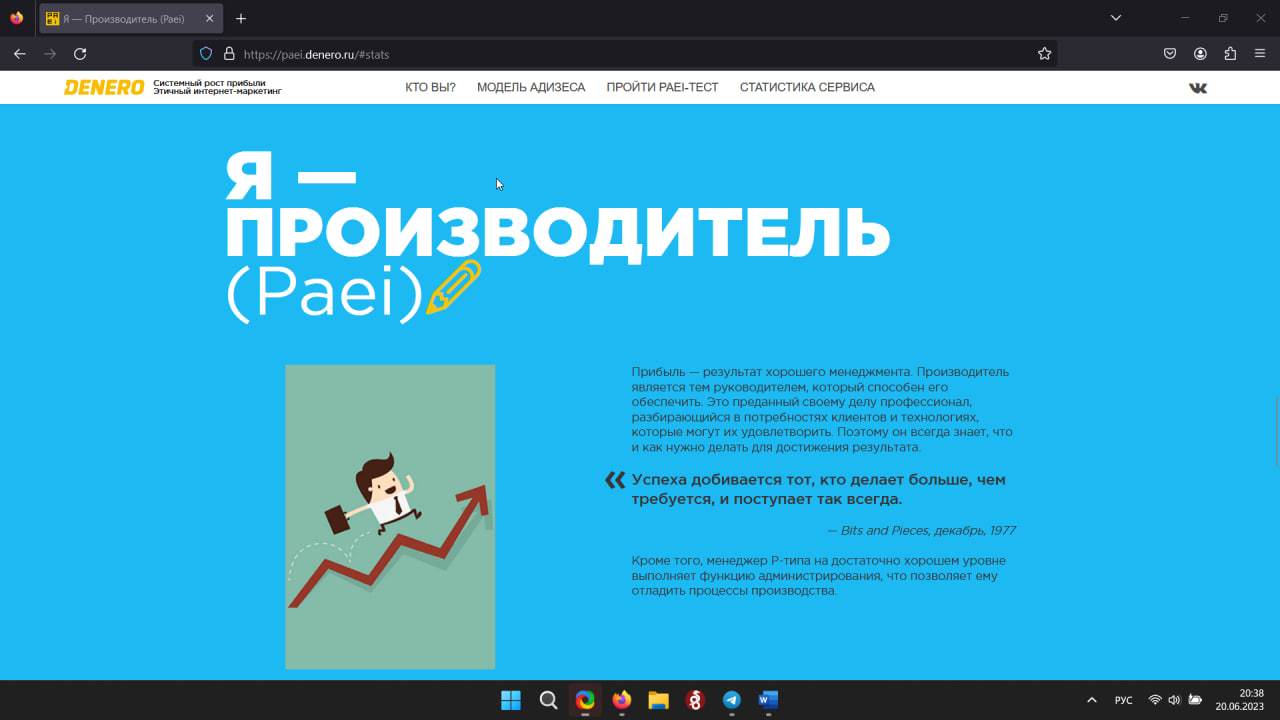 Я — Производитель (Paei)
https://paei.denero.ru/#stats
DENERO
Системный рост прибыли
Этичный интернет-маркетинг
КТО ВЫ?
МОДЕЛЬ АДИЗЕСА
ПРОЙТИ PAEI-ТЕСТ
СТАТИСТИКА СЕРВИСА
Я —
ПРОИЗВОДИТЕЛЬ
(Paei)
Прибыль — результат хорошего менеджмента. Производитель
является тем руководителем, который способен его
обеспечить. Это преданный своему делу профессионал,
разбирающийся в потребностях клиентов и технологиях,
которые могут их удовлетворить. Поэтому он всегда знает, что
и как нужно делать для достижения результата.
« Успеха добивается тот, кто делает больше, чем
требуется, и поступает так всегда.
— Bits and Pieces, декабрь, 1977
Кроме того, менеджер P-типа на достаточно хорошем уровне
выполняет функцию администрирования, что позволяет ему
отладить процессы производства.
РУС
20:38
20.06.2023